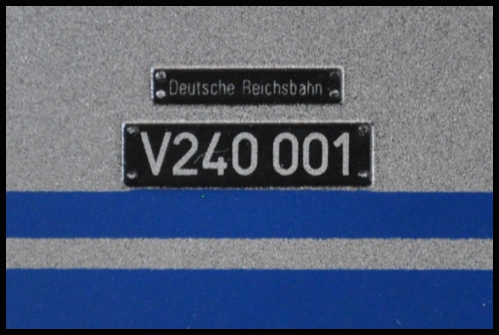 Deutsche Reichsbahn
V240 001